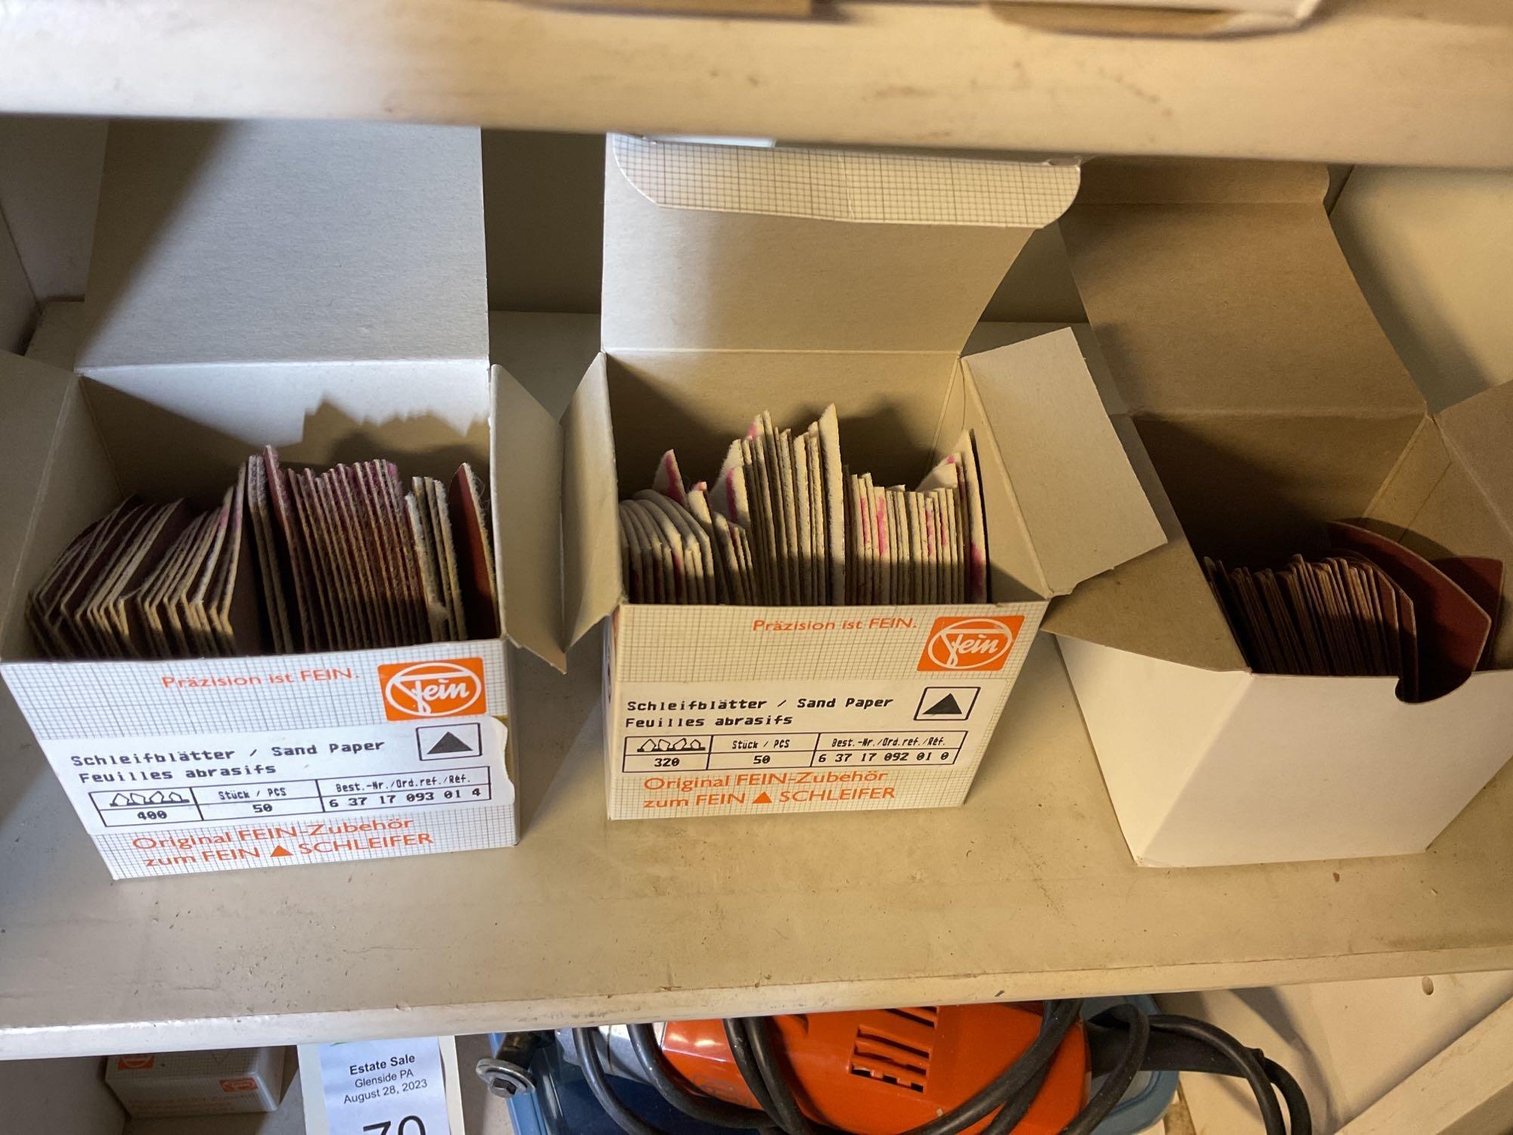 Präzision ist FEIN.
Fein
Schleifblätter / Sand Paper
Feuilles abrasifs
Stück / PCS
Best.-Nr./Ord.ref./Réf.
400
50
6 37 17 093 01 4
Original FEIN-Zubehör
zum FEIN SCHLEIFER
Präzision ist FEIN.
Fein
Schleifblätter / Sand Paper
Feuilles abrasifs
Stück / PCS
Best.-Nr./Ord.ref./Réf.
320
50
6 37 17 092 01 0
Original FEIN-Zubehör
zum FEIN SCHLEIFER
Estate Sale
Glenside PA
August 28, 2023